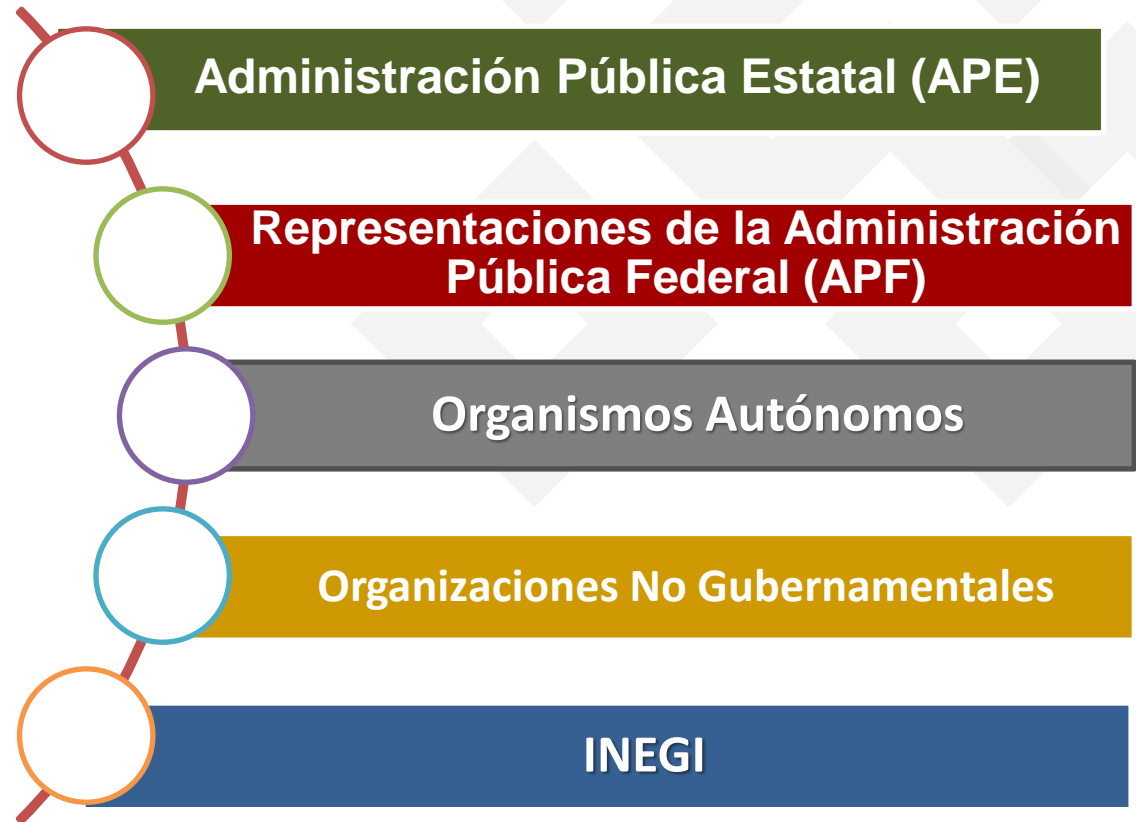 Administración Pública Estatal (APE)
Representaciones de la Administración
Pública Federal (APF)
Organismos Autónomos
Organizaciones No Gubernamentales
INEGI